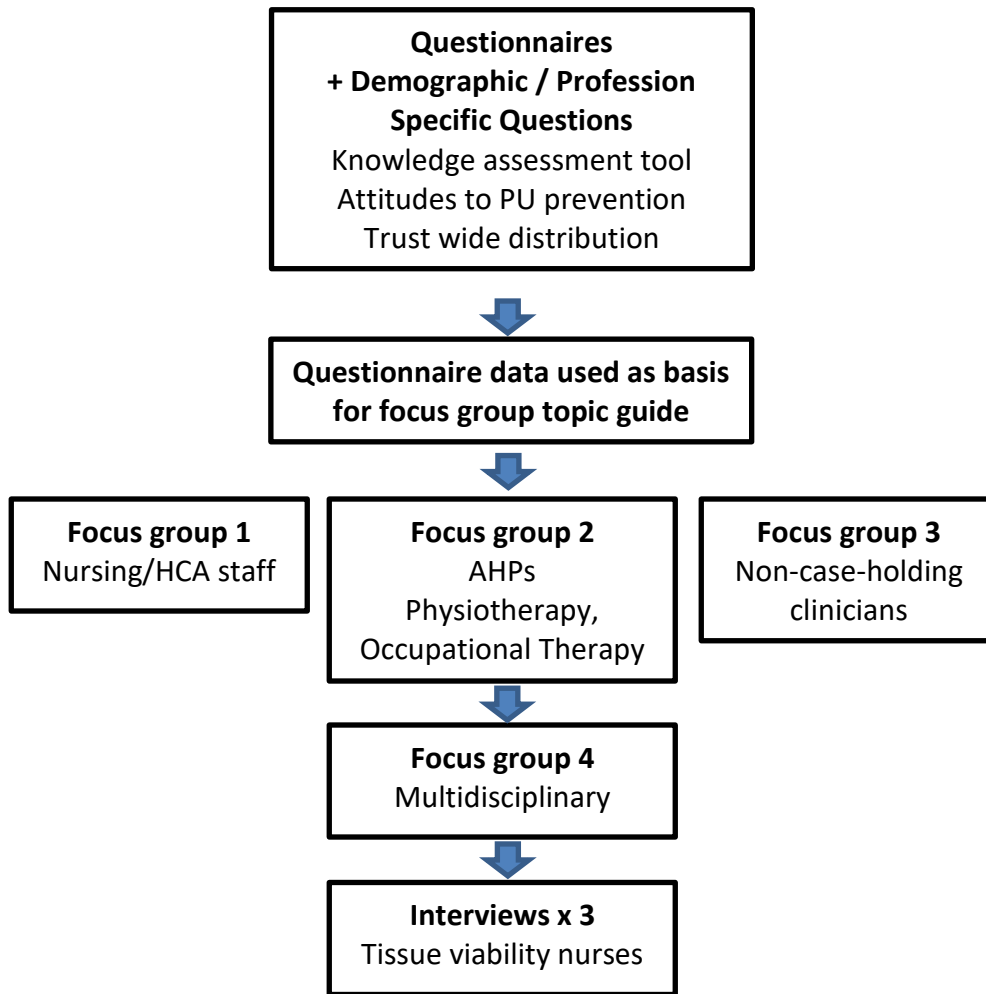 Questionnaires
+ Demographic / Profession
Specific Questions
Knowledge assessment tool
Attitudes to PU prevention
Trust wide distribution
Questionnaire data used as basis
for focus group topic guide
Focus group 1
Nursing/HCA staff
Focus group 2
AHPs
Physiotherapy,
Occupational Therapy
Focus group 3
Non-case-holding
clinicians
Focus group 4
Multidisciplinary
Interviews x 3
Tissue viability nurses